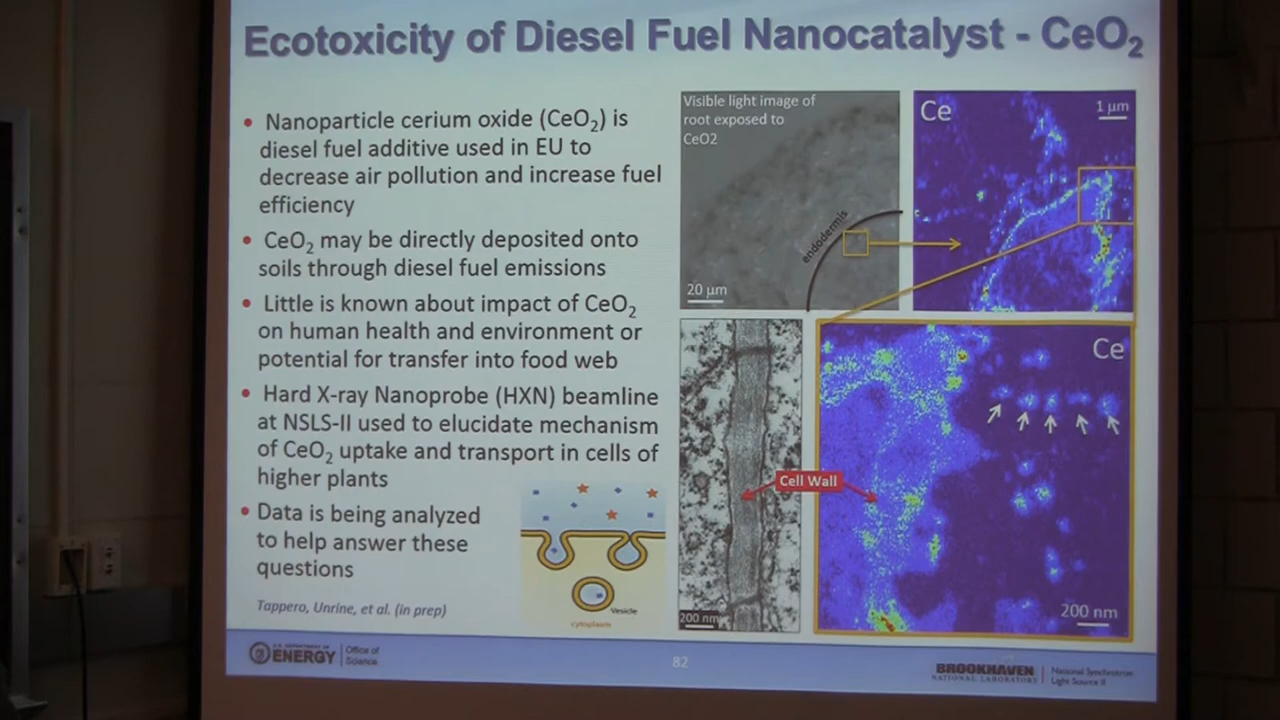 Ecotoxicity of Diesel Fuel Nanocatalyst - CeO₂
• Nanoparticle cerium oxide (CeO₂) is
diesel fuel additive used in EU to
decrease air pollution and increase fuel
efficiency
• CeO₂ may be directly deposited onto
soils through diesel fuel emissions
• Little is known about impact of CeO₂
on human health and environment or
potential for transfer into food web
• Hard X-ray Nanoprobe (HXN) beamline
at NSLS-II used to elucidate mechanism
of CeO₂ uptake and transport in cells of
higher plants
• Data is being analyzed
to help answer these
questions
Tappero, Unrine, et al. (in prep)
Vesicle
cytoplasm
Visible light image of
root exposed to
CeO2
endodermis
20 µm
Ce
1 µm
Cell Wall
200 nm
Ce
200 nm
U.S. DEPARTMENT OF
ENERGY
Office of
Science
82
BROOKHAVEN
NATIONAL LABORATORY
National Synchrotron
Light Source II